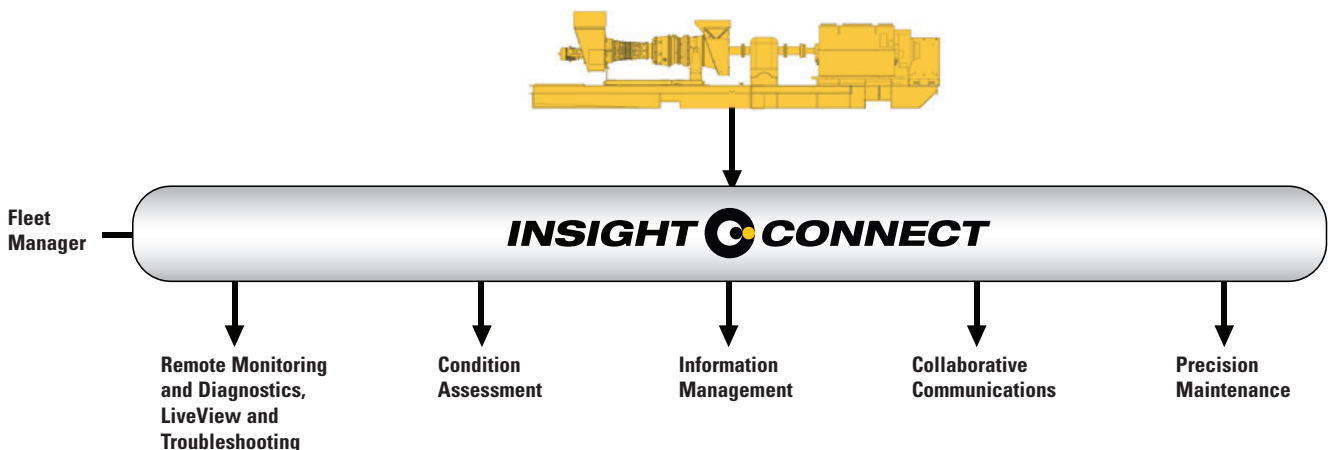 Fleet
Manager
INSIGHT CONNECT
Remote Monitoring
and Diagnostics,
LiveView and
Troubleshooting
Condition
Assessment
Information
Management
Collaborative
Communications
Precision
Maintenance